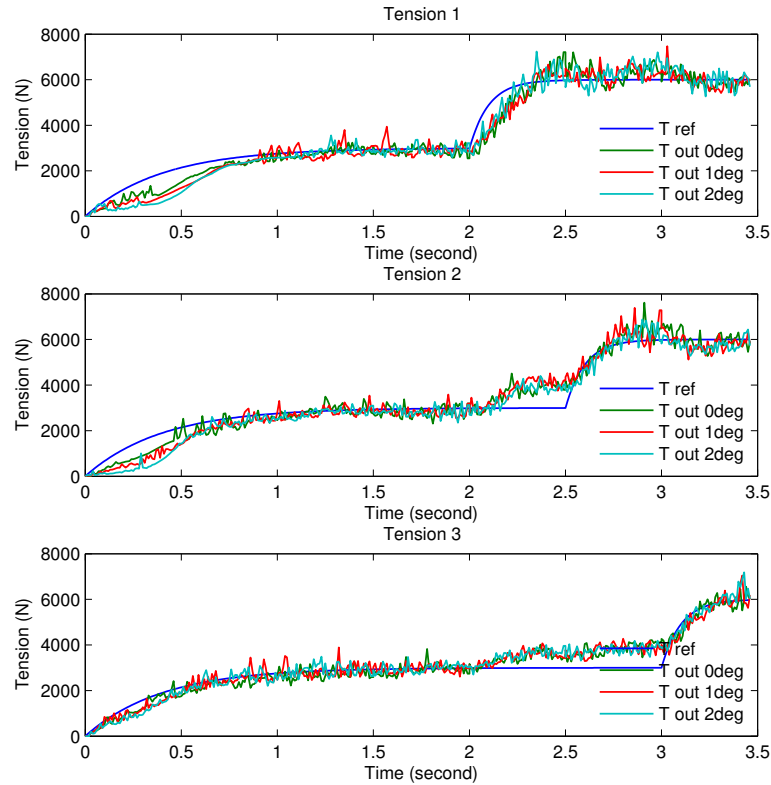 Tension 1
Tension (N)
8000
6000
4000
2000
0
T ref
T out 0deg
T out 1deg
T out 2deg
0 0.5 1 1.5 2 2.5 3 3.5
Time (second)
Tension 2
Tension (N)
8000
6000
4000
2000
0
T ref
T out 0deg
T out 1deg
T out 2deg
0 0.5 1 1.5 2 2.5 3 3.5
Time (second)
Tension 3
Tension (N)
8000
6000
4000
2000
0
T ref
T out 0deg
T out 1deg
T out 2deg
0 0.5 1 1.5 2 2.5 3 3.5
Time (second)